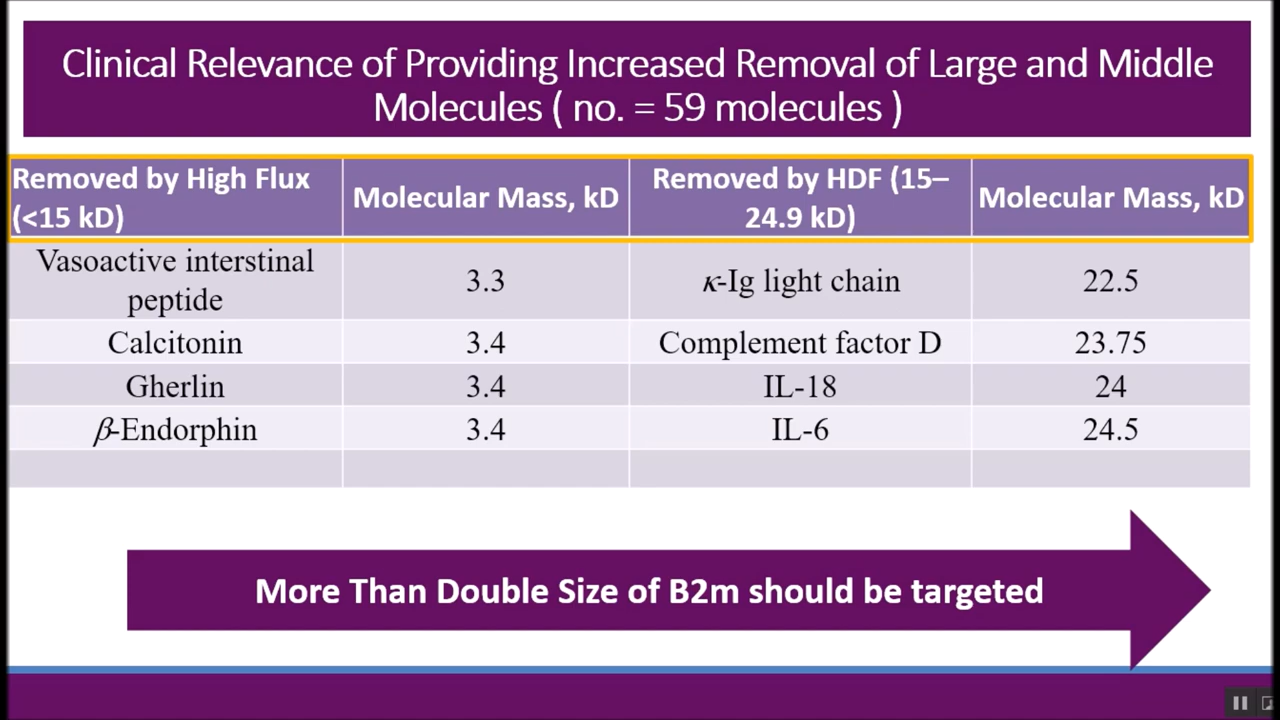 Clinical Relevance of Providing Increased Removal of Large and Middle
Molecules ( no. = 59 molecules )
Removed by High Flux
(<15 kD)
Molecular Mass, kD
Removed by HDF (15–
24.9 kD)
Molecular Mass, kD
Vasoactive interstinal
peptide
3.3
κ-Ig light chain
22.5
Calcitonin
3.4
Complement factor D
23.75
Gherlin
3.4
IL-18
24
β-Endorphin
3.4
IL-6
24.5
More Than Double Size of B2m should be targeted